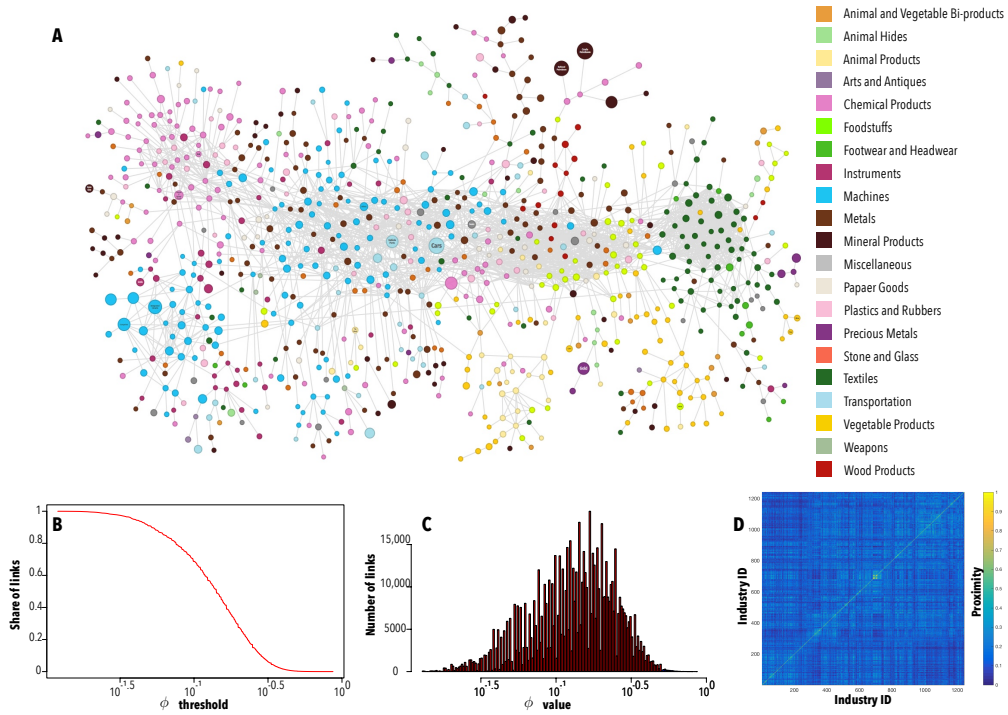 A
Cars
Gold
Animal and Vegetable Bi-products
Animal Hides
Animal Products
Arts and Antiques
Chemical Products
Foodstuffs
Footwear and Headwear
Instruments
Machines
Metals
Mineral Products
Miscellaneous
Papaer Goods
Plastics and Rubbers
Precious Metals
Stone and Glass
Textiles
Transportation
Vegetable Products
Weapons
Wood Products
B
Share of links
1
0.8
0.6
0.4
0.2
0
10^-1.5
10^-1
10^-0.5
10^0
ϕ threshold
C
Number of links
15,000
10,000
5000
0
10^-1.5
10^-1
10^-0.5
10^0
ϕ value
D
Industry ID
1200
1000
800
600
400
200
200
400
600
800
1000
1200
Industry ID
Proximity
1
0.9
0.8
0.7
0.6
0.5
0.4
0.3
0.2
0.1
0